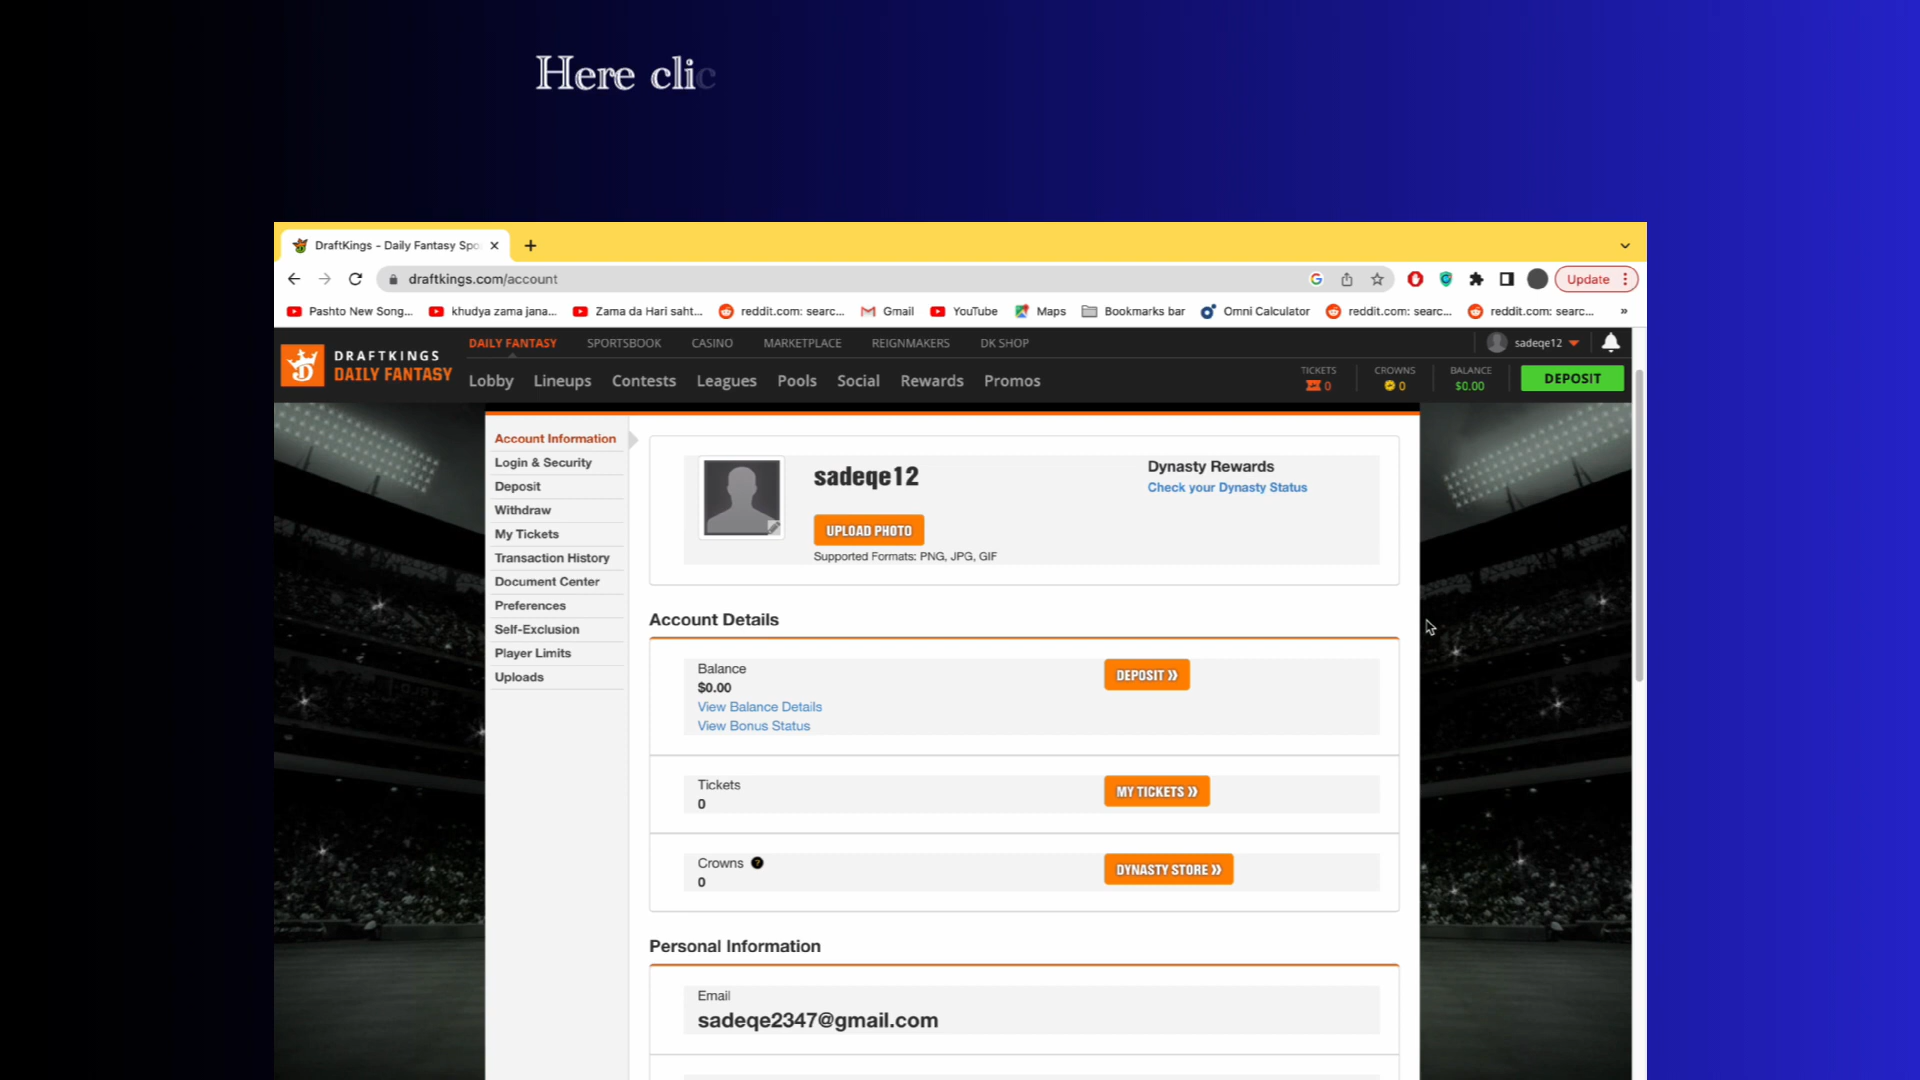 Here clic
DraftKings - Daily Fantasy Spo
draftkings.com/account
Update
Pashto New Song...
khudya zama jana...
Zama da Hari saht...
reddit.com: searc...
Gmail
YouTube
Maps
Bookmarks bar
Omni Calculator
reddit.com: searc...
reddit.com: searc...
»
DRAFTKINGS
DAILY FANTASY
DAILY FANTASY
SPORTSBOOK
CASINO
MARKETPLACE
REIGNMAKERS
DK SHOP
sadeqe12
Lobby
Lineups
Contests
Leagues
Pools
Social
Rewards
Promos
TICKETS
0
CROWNS
0
BALANCE
$0.00
DEPOSIT
Account Information
Login & Security
Deposit
Withdraw
My Tickets
Transaction History
Document Center
Preferences
Self-Exclusion
Player Limits
Uploads
sadeqe12
UPLOAD PHOTO
Supported Formats: PNG, JPG, GIF
Dynasty Rewards
Check your Dynasty Status
Account Details
Balance
$0.00
View Balance Details
View Bonus Status
DEPOSIT »
Tickets
0
MY TICKETS »
Crowns ?
0
DYNASTY STORE »
Personal Information
Email
sadeqe2347@gmail.com